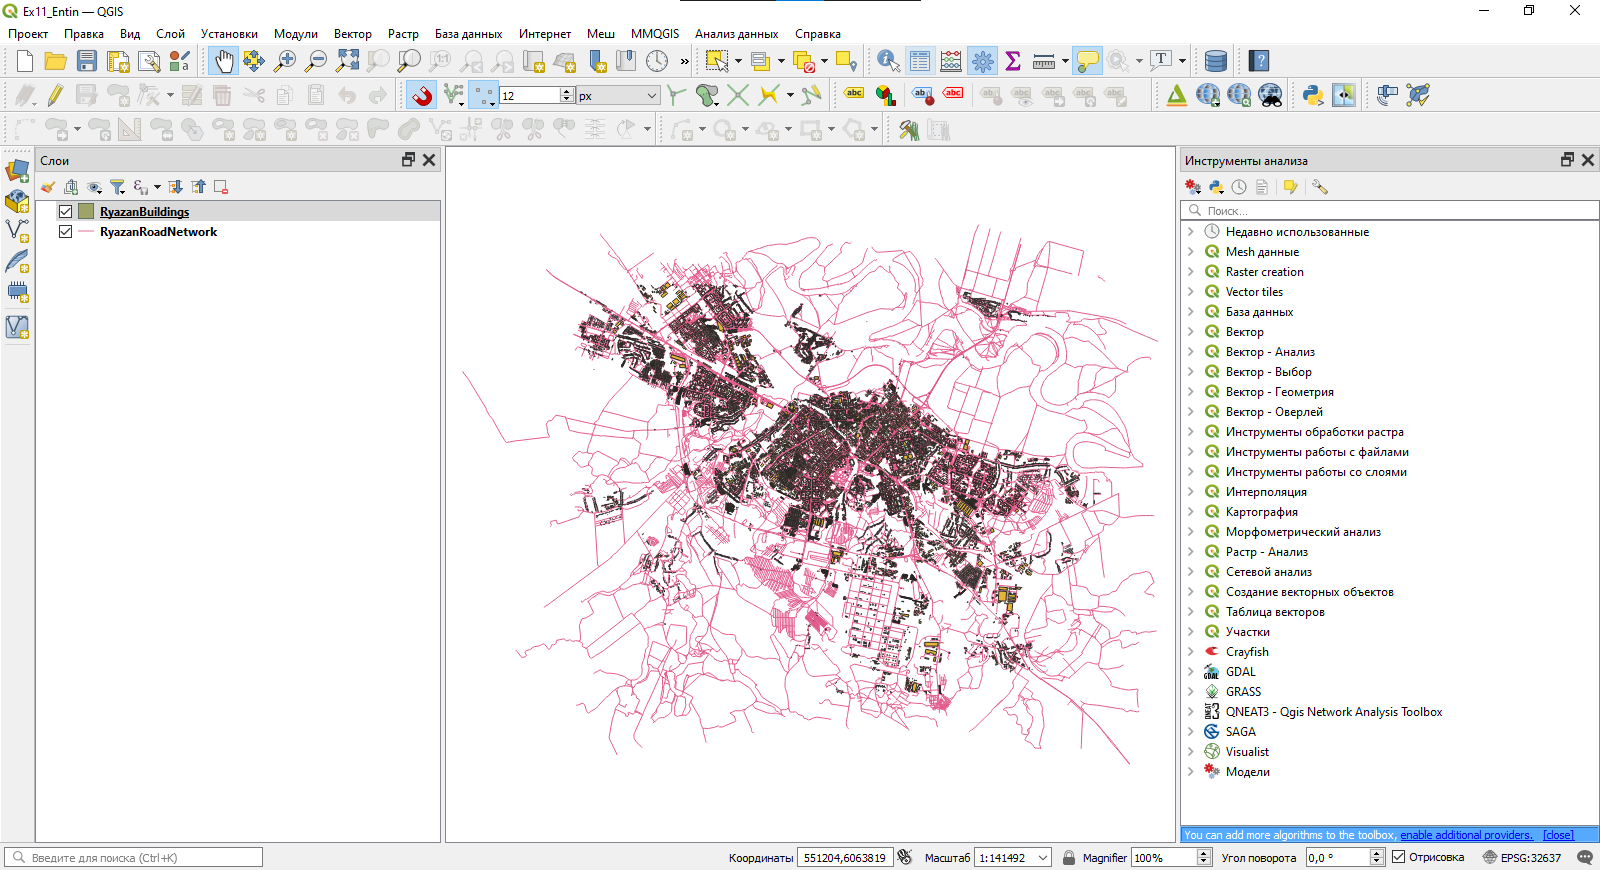 Ex11_Entin — QGIS
Проект Правка Вид Слой Установки Модули Вектор Растр База данных Интернет Меш MMQGIS Анализ данных Справка
12 px
abc abc abc
Слои
RyazanBuildings
RyazanRoadNetwork
Инструменты анализа
Поиск...
Недавно использованные
Mesh данные
Raster creation
Vector tiles
База данных
Вектор
Вектор - Анализ
Вектор - Выбор
Вектор - Геометрия
Вектор - Оверлей
Инструменты обработки растра
Инструменты работы с файлами
Инструменты работы со слоями
Интерполяция
Картография
Морфометрический анализ
Растр - Анализ
Сетевой анализ
Создание векторных объектов
Таблица векторов
Участки
Crayfish
GDAL
GRASS
QNEAT3 - Qgis Network Analysis Toolbox
SAGA
Visualist
Модели
You can add more algorithms to the toolbox, enable additional providers. [close]
Введите для поиска (Ctrl+K)
Координаты 551204,6063819 Масштаб 1:141492 Magnifier 100% Угол поворота 0,0 ° Отрисовка EPSG:32637